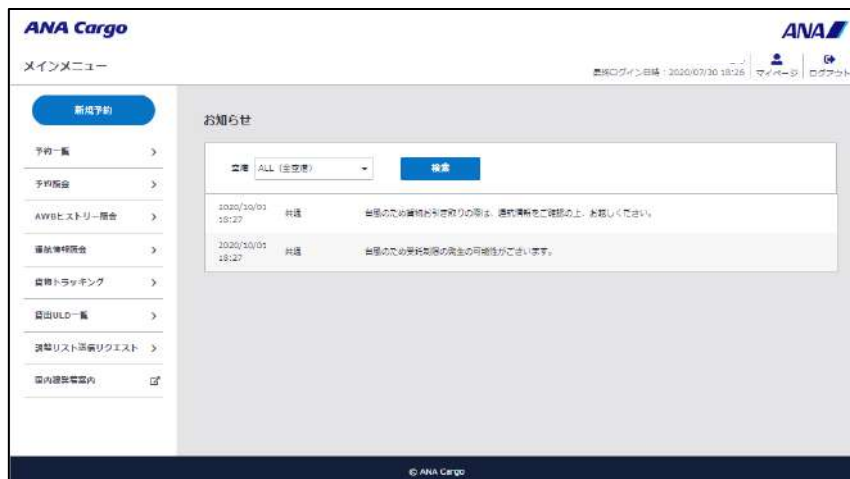 ANA Cargo
ANA
メインメニュー
最終ログイン日時：2020/07/30 18:26
マイページ
ログアウト
新規予約
予約一覧
予約照会
AWBヒストリー照会
運航情報照会
貨物トラッキング
貸出ULD一覧
調整リスト送信リクエスト
国内線発着案内
お知らせ
空港 ALL（全空港）
検索
2020/10/01
18:27
共通
台風のため貨物お引き取りの際は、運航情報をご確認の上、お越しください。
2020/10/01
18:27
共通
台風のため受託制限の発生の可能性がございます。
© ANA Cargo